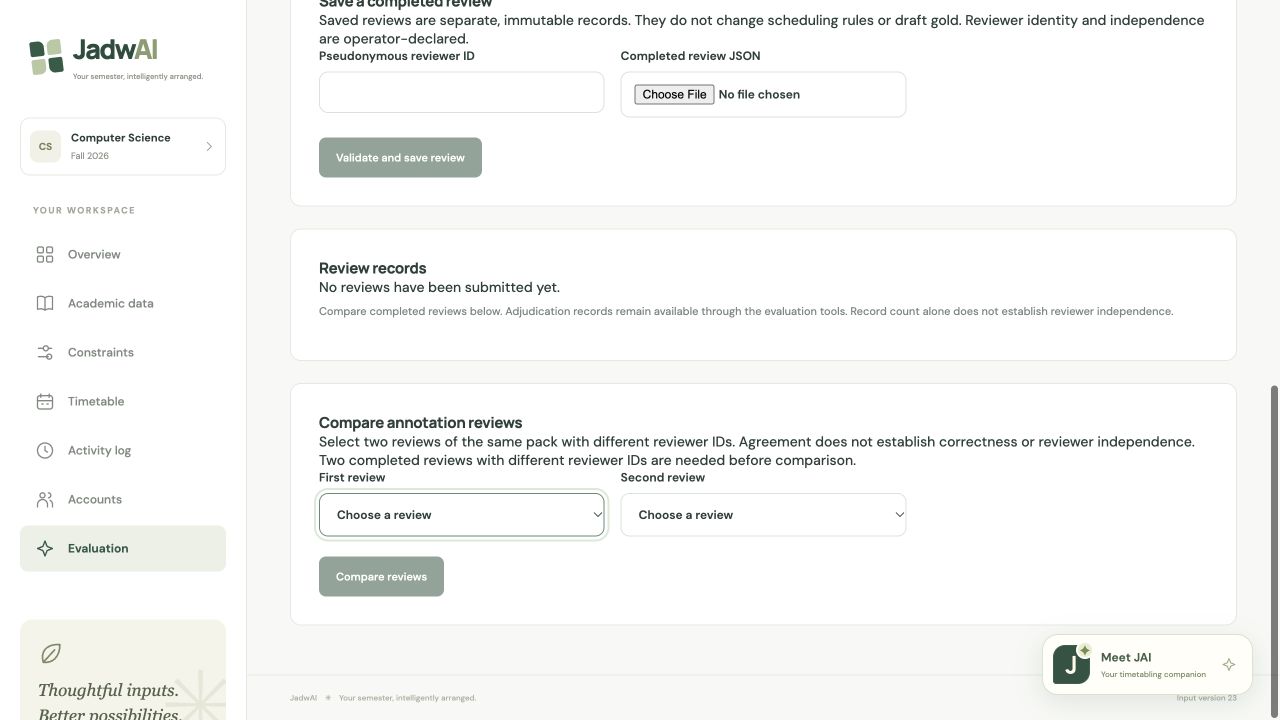 JadwAI
Your semester, intelligently arranged.
CS
Computer Science
Fall 2026
YOUR WORKSPACE
Overview
Academic data
Constraints
Timetable
Activity log
Accounts
Evaluation
Thoughtful inputs.
Better possibilities.
Save a completed review
Saved reviews are separate, immutable records. They do not change scheduling rules or draft gold. Reviewer identity and independence
are operator-declared.
Pseudonymous reviewer ID
Completed review JSON
Choose File No file chosen
Validate and save review
Review records
No reviews have been submitted yet.
Compare completed reviews below. Adjudication records remain available through the evaluation tools. Record count alone does not establish reviewer independence.
Compare annotation reviews
Select two reviews of the same pack with different reviewer IDs. Agreement does not establish correctness or reviewer independence.
Two completed reviews with different reviewer IDs are needed before comparison.
First review
Second review
Choose a review
Choose a review
Compare reviews
J
Meet JAI
Your timetabling companion
JadwAI
Your semester, intelligently arranged.
Input version 23